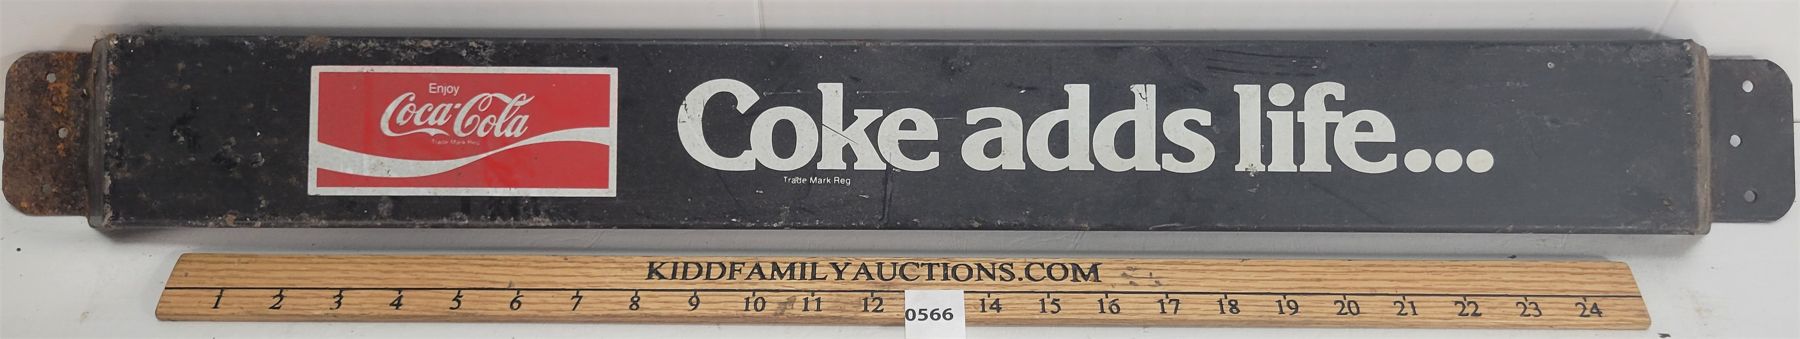 Enjoy
Coca-Cola
Trade Mark Reg
Coke adds life...
Trade Mark Reg
KIDDFAMILYAUCTIONS.COM
1 2 3 4 5 6 7 8 9 10 11 12 0566 14 15 16 17 18 19 20 21 22 23 24